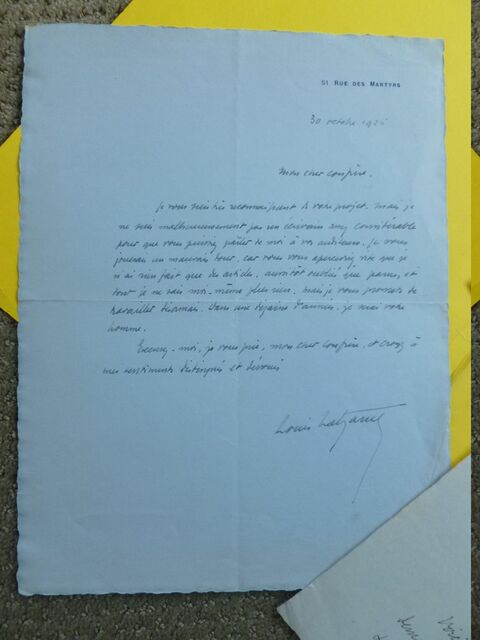 51 RUE DES MARTYRS
30 octobre 192
Mon cher confrère,
Je vous suis très reconnaissant de votre projet. Mais je
ne suis malheureusement pas un écrivain assez considérable
pour que vous puissiez parler de moi à vos auditeurs. Je vous
jouerais un mauvais tour, car vous vous apercevriez vite que je
n'ai rien fait que des articles, aussitôt oubliés que parus, et
dont je ne sais moi-même plus rien. Mais je vous promets de
travailler désormais. Dans une dizaine d'années, je serai votre
homme.
Excusez-moi, je vous prie, mon cher confrère, et croyez à
mes sentiments distingués et dévoués
Louis Latzarus